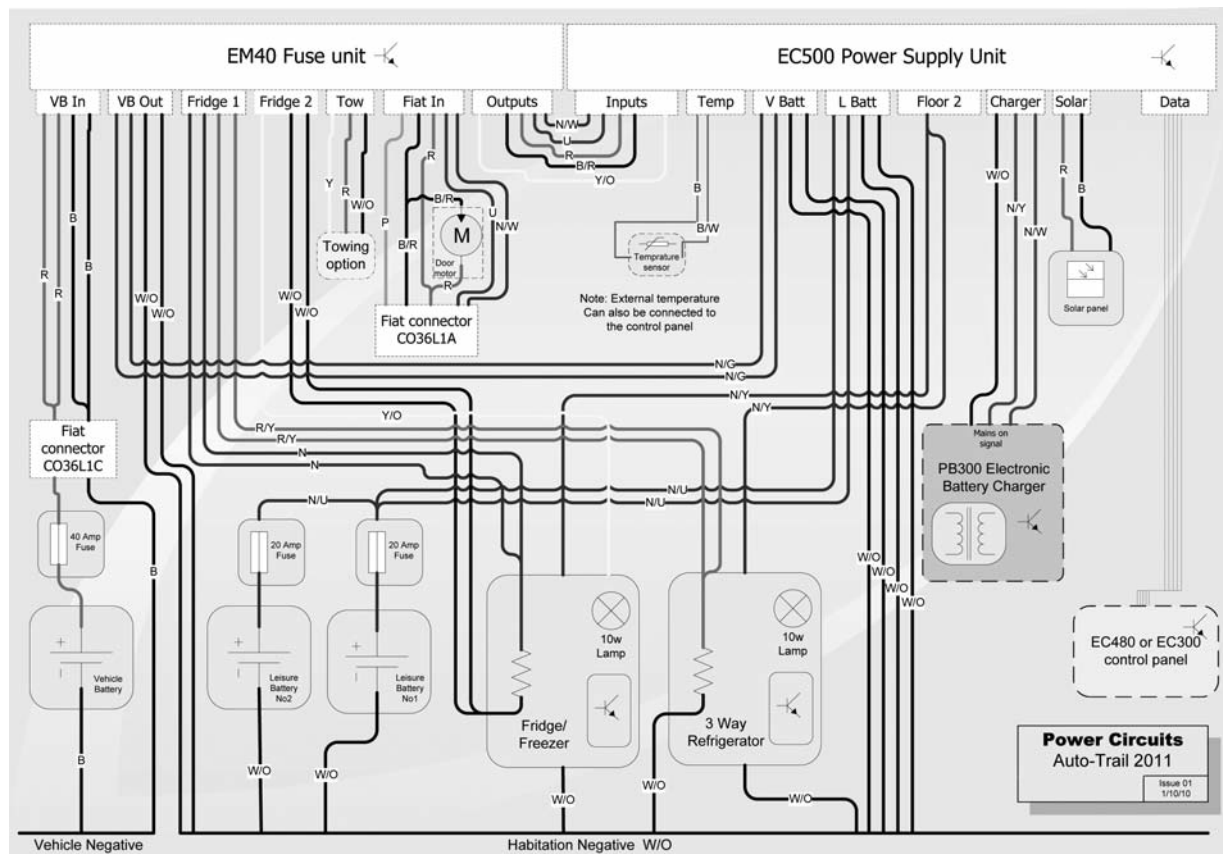 EM40 Fuse unit
EC500 Power Supply Unit
VB In
VB Out
Fridge 1
Fridge 2
Tow
Fiat In
Outputs
Inputs
Temp
V Batt
L Batt
Floor 2
Charger
Solar
Data
N/W
U
R
B/R
Y/O
R
Y
R
W/O
B/R
P
B/R
U
N/W
B
B/W
W/O
N/Y
N/W
R
B
B
B
R
R
W/O
W/O
W/O
W/O
Towing
option
M
Door
motor
R
Fiat connector
CO36L1A
Temprature
sensor
Note: External temperature
Can also be connected to
the control panel
Solar panel
N/G
N/G
N/Y
N/Y
Y/O
R/Y
R/Y
N
N
N/U
N/U
N/U
N/U
Fiat
connector
CO36L1C
Mains on
signal
PB300 Electronic
Battery Charger
40 Amp
Fuse
20 Amp
Fuse
20 Amp
Fuse
B
W/O
W/O
W/O
W/O
10w
Lamp
10w
Lamp
+
–
Vehicle
Battery
+
–
Leisure
Battery
No2
+
–
Leisure
Battery
No1
Fridge/
Freezer
3 Way
Refrigerator
EC480 or EC300
control panel
B
W/O
W/O
W/O
W/O
W/O
Power Circuits
Auto-Trail 2011
Issue 01
1/10/10
Vehicle Negative
Habitation Negative W/O